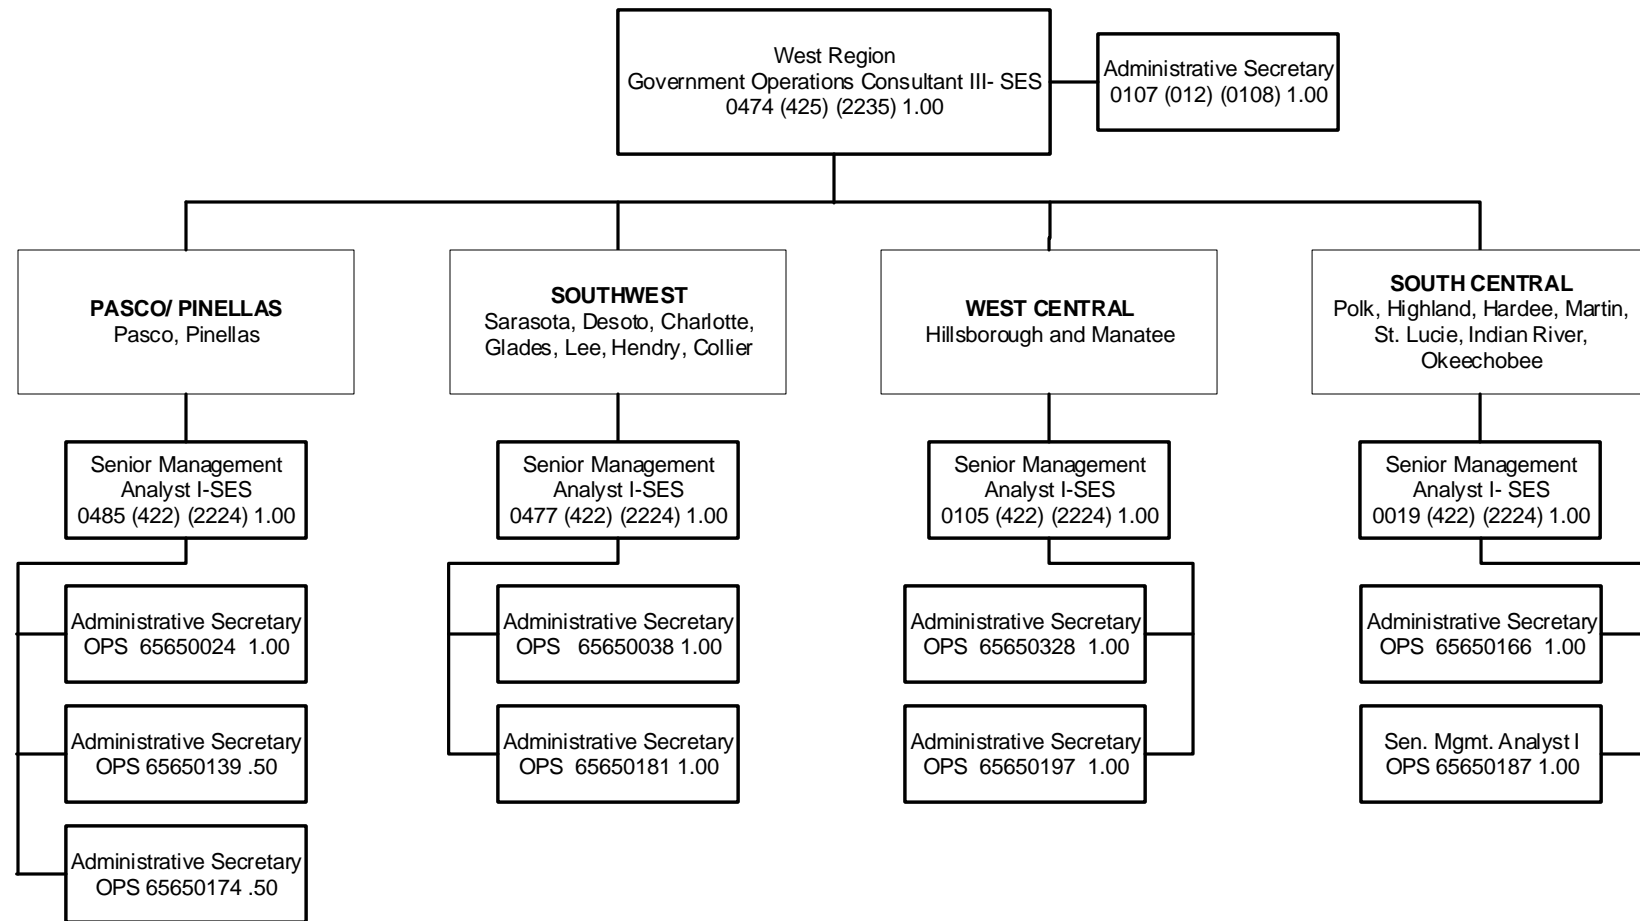 West Region
Government Operations Consultant III- SES
0474 (425) (2235) 1.00
Administrative Secretary
0107 (012) (0108) 1.00
PASCO/ PINELLAS
Pasco, Pinellas
SOUTHWEST
Sarasota, Desoto, Charlotte,
Glades, Lee, Hendry, Collier
WEST CENTRAL
Hillsborough and Manatee
SOUTH CENTRAL
Polk, Highland, Hardee, Martin,
St. Lucie, Indian River,
Okeechobee
Senior Management
Analyst I-SES
0485 (422) (2224) 1.00
Senior Management
Analyst I-SES
0477 (422) (2224) 1.00
Senior Management
Analyst I-SES
0105 (422) (2224) 1.00
Senior Management
Analyst I- SES
0019 (422) (2224) 1.00
Administrative Secretary
OPS 65650024 1.00
Administrative Secretary
OPS 65650038 1.00
Administrative Secretary
OPS 65650328 1.00
Administrative Secretary
OPS 65650166 1.00
Administrative Secretary
OPS 65650139 .50
Administrative Secretary
OPS 65650181 1.00
Administrative Secretary
OPS 65650197 1.00
Sen. Mgmt. Analyst I
OPS 65650187 1.00
Administrative Secretary
OPS 65650174 .50